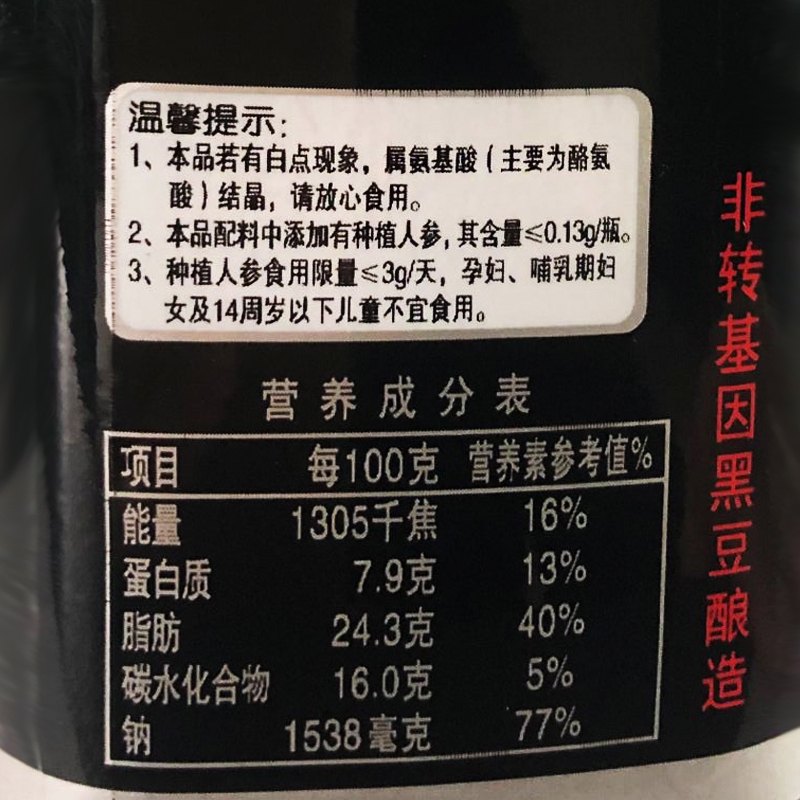 温馨提示:
1、本品若有白点现象，属氨基酸(主要为酪氨
酸)结晶，请放心食用。
2、本品配料中添加有种植人参,其含量≤0.13g/瓶。
3、种植人参食用限量≤3g/天，孕妇、哺乳期妇
女及14周岁以下儿童不宜食用。
营养成分表
项目 每100克 营养素参考值%
能量 1305千焦 16%
蛋白质 7.9克 13%
脂肪 24.3克 40%
碳水化合物 16.0克 5%
钠 1538毫克 77%
非转基因黑豆酿造